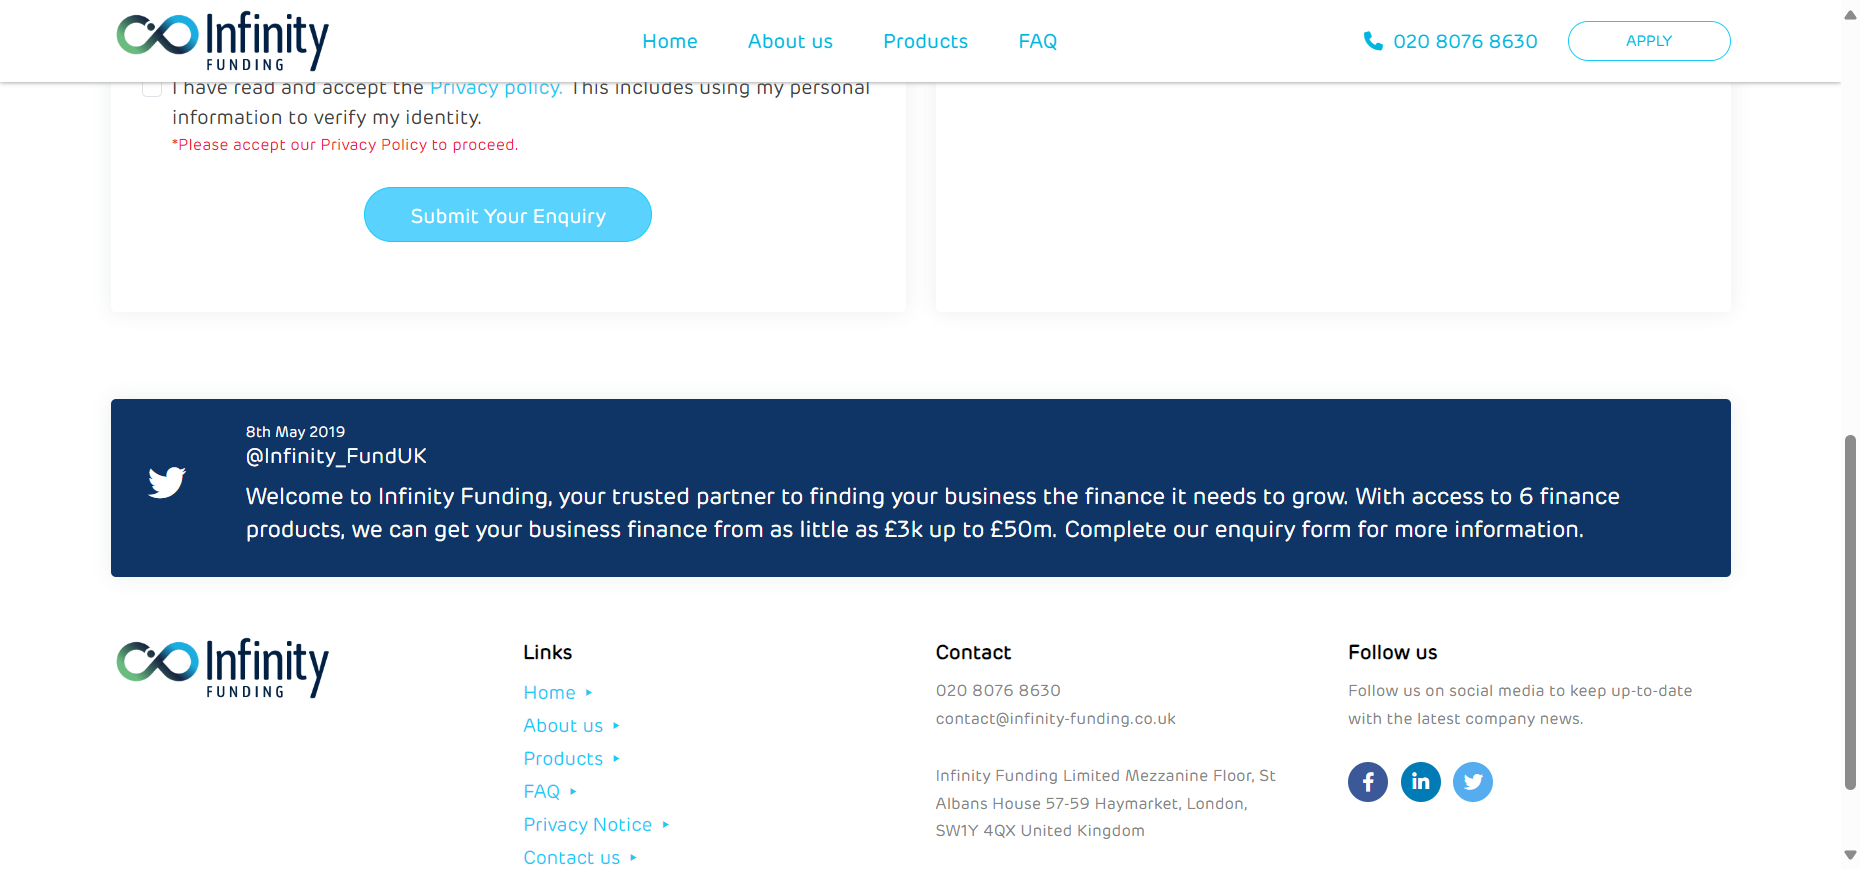 Infinity
FUNDING
Home
About us
Products
FAQ
020 8076 8630
APPLY
I have read and accept the Privacy policy. This includes using my personal
information to verify my identity.
*Please accept our Privacy Policy to proceed.
Submit Your Enquiry
8th May 2019
@Infinity_FundUK
Welcome to Infinity Funding, your trusted partner to finding your business the finance it needs to grow. With access to 6 finance
products, we can get your business finance from as little as £3k up to £50m. Complete our enquiry form for more information.
Infinity
FUNDING
Links
Home
About us
Products
FAQ
Privacy Notice
Contact us
Contact
020 8076 8630
contact@infinity-funding.co.uk
Infinity Funding Limited Mezzanine Floor, St
Albans House 57-59 Haymarket, London,
SW1Y 4QX United Kingdom
Follow us
Follow us on social media to keep up-to-date
with the latest company news.